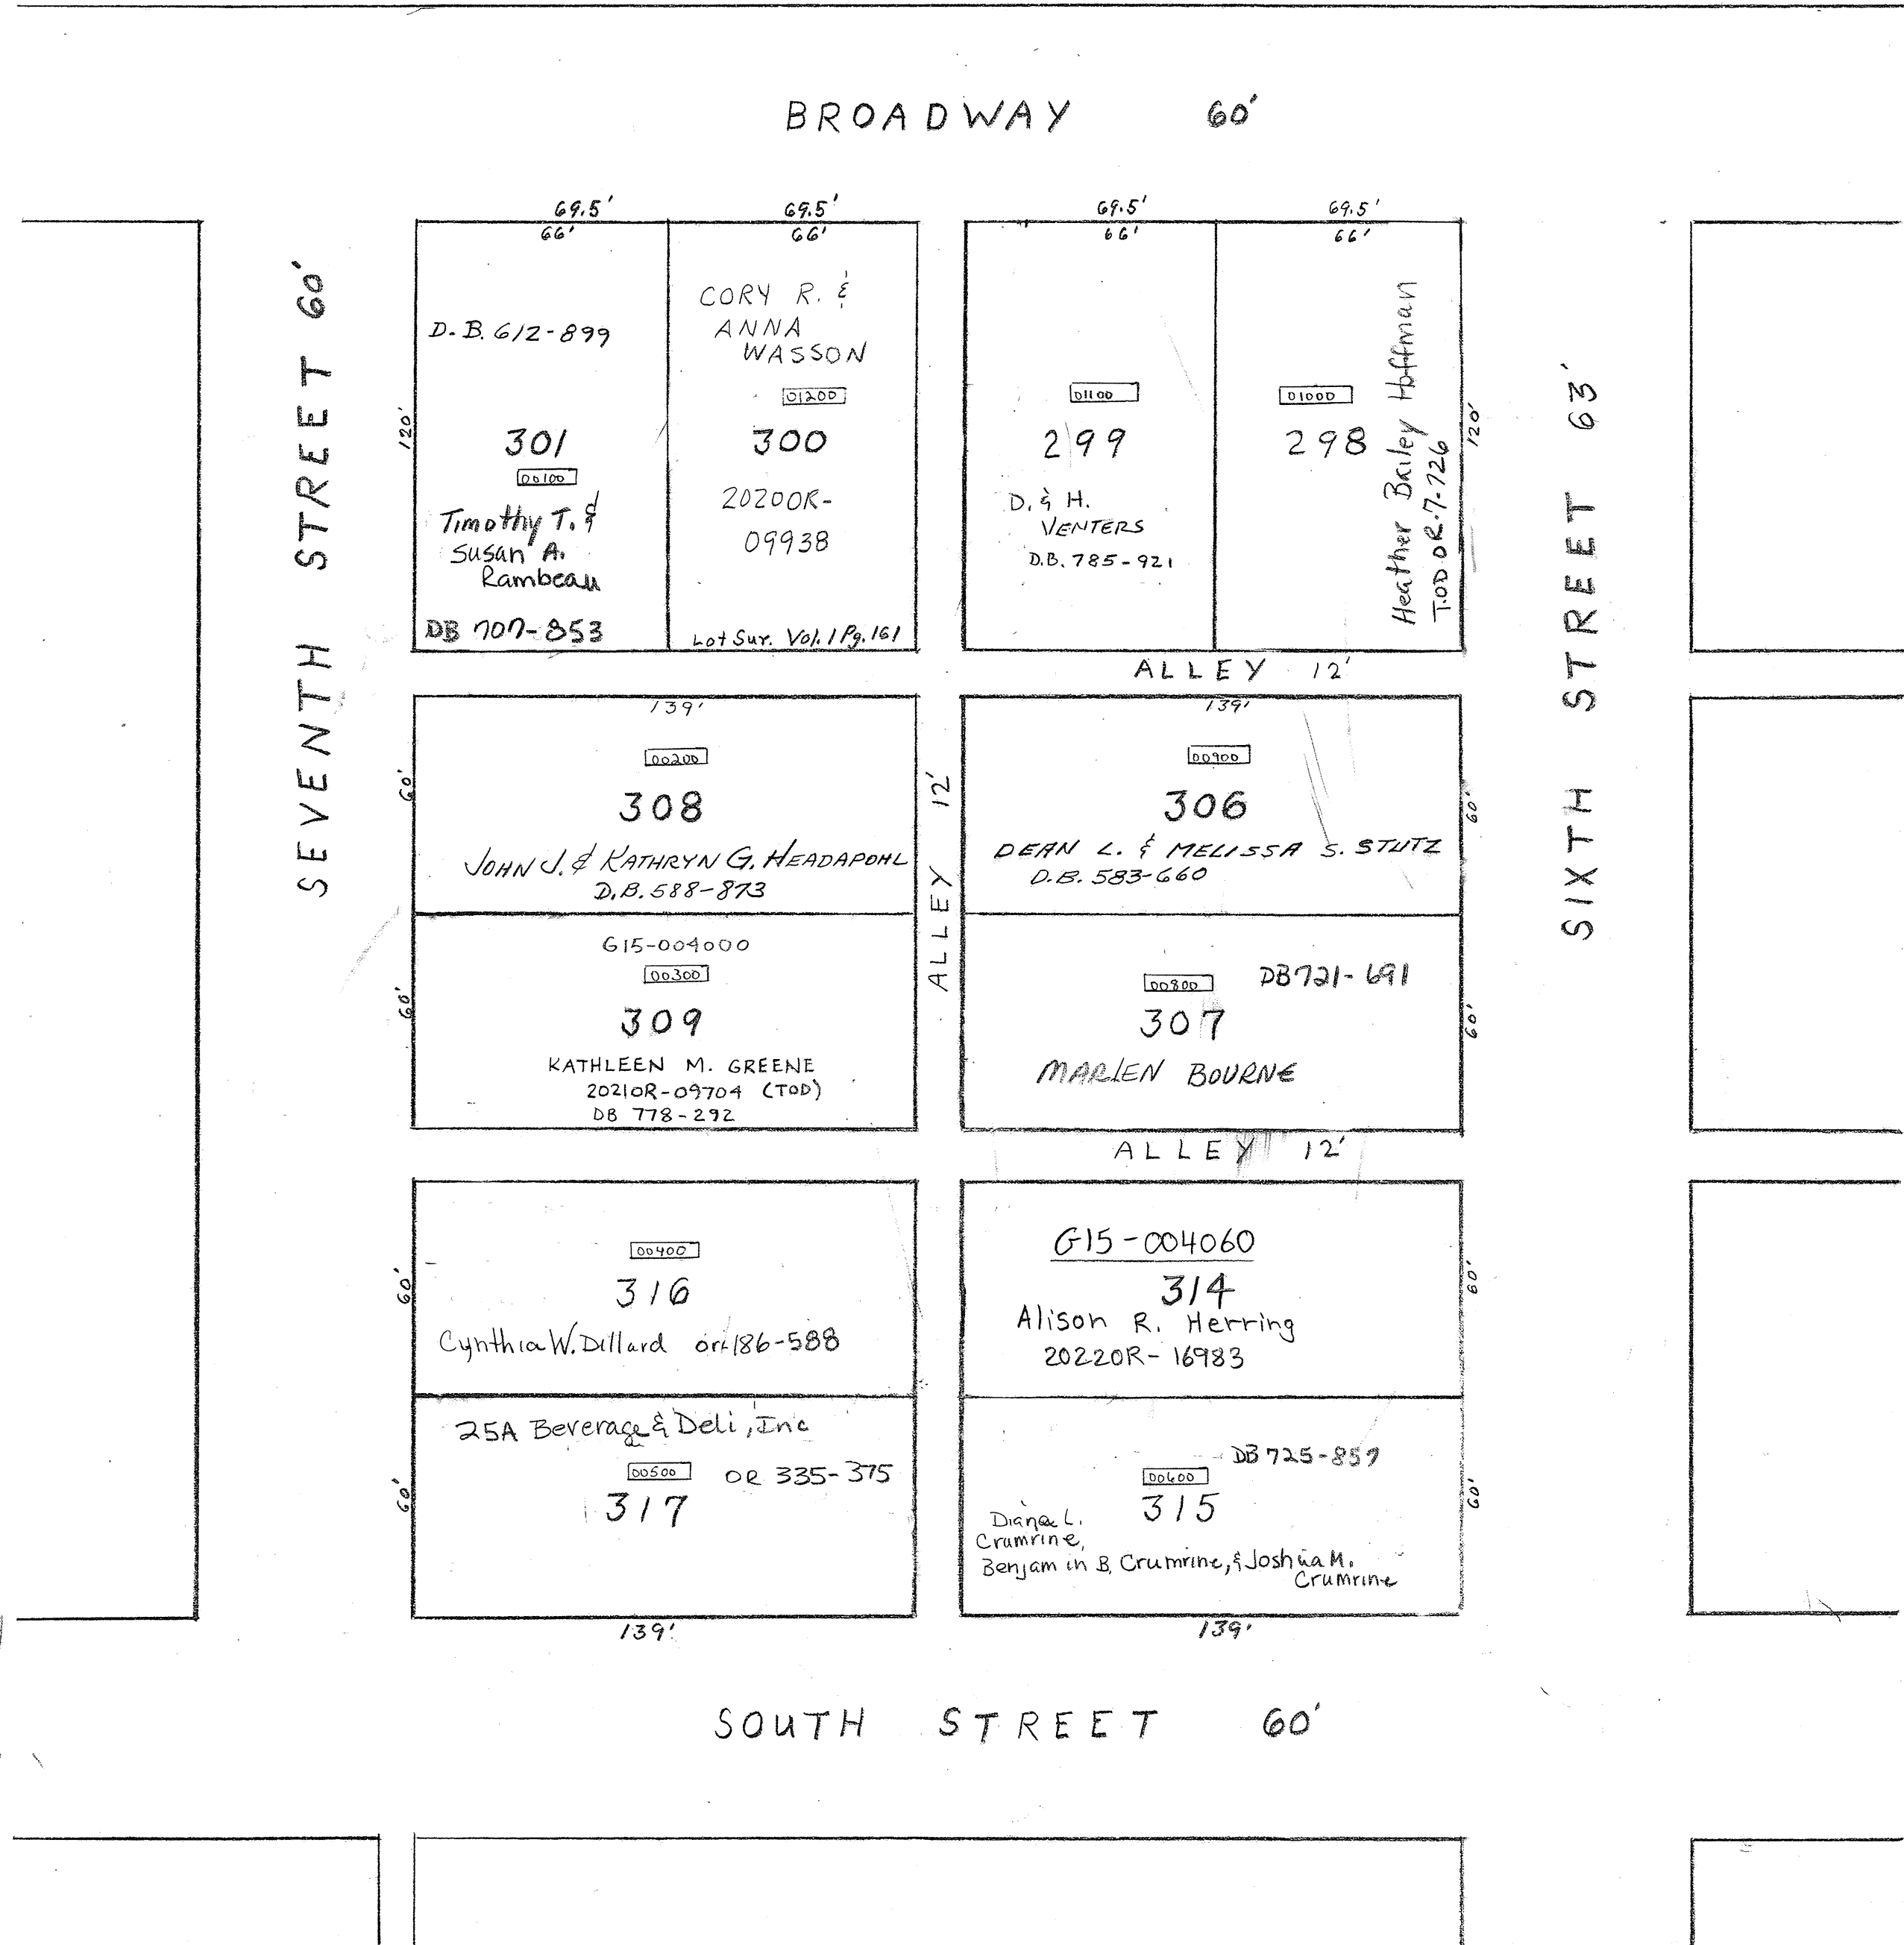 BROADWAY 60'
69.5'
66'
69.5'
66'
69.5'
66'
69.5'
66'
SEVENTH STREET 60'
120'
D.B. 612-899
301
00100
Timothy T. &
Susan A.
Rambeau
DB 707-853
CORY R. &
ANNA
WASSON
01200
300
2020OR-
09938
Lot Sur. Vol. 1 Pg. 161
01100
299
D. & H.
VENTERS
D.B. 785-921
01000
298
Heather Bailey Hoffman
T.O.D. OR-7-726
120'
SIXTH STREET 63'
ALLEY 12'
139'
60'
00200
308
JOHN J. & KATHRYN G. HEADAPOHL
D.B. 588-873
ALLEY 12'
139'
00900
306
DEAN L. & MELISSA S. STUTZ
D.B. 583-660
60'
60'
G15-004000
00300
309
KATHLEEN M. GREENE
2021OR-09704 (TOD)
DB 778-292
00800
DB 721-691
307
MARLEN BOURNE
60'
ALLEY 12'
60'
00400
316
Cynthia W. Dillard or 186-588
G15-004060
314
Alison R. Herring
2022OR-16983
60'
60'
25A Beverage & Deli, Inc
00500
OR 335-375
317
139'
DB 725-859
00600
315
Diana L.
Crumrine,
Benjamin B. Crumrine, & Joshua M.
Crumrine
60'
139'
SOUTH STREET 60'